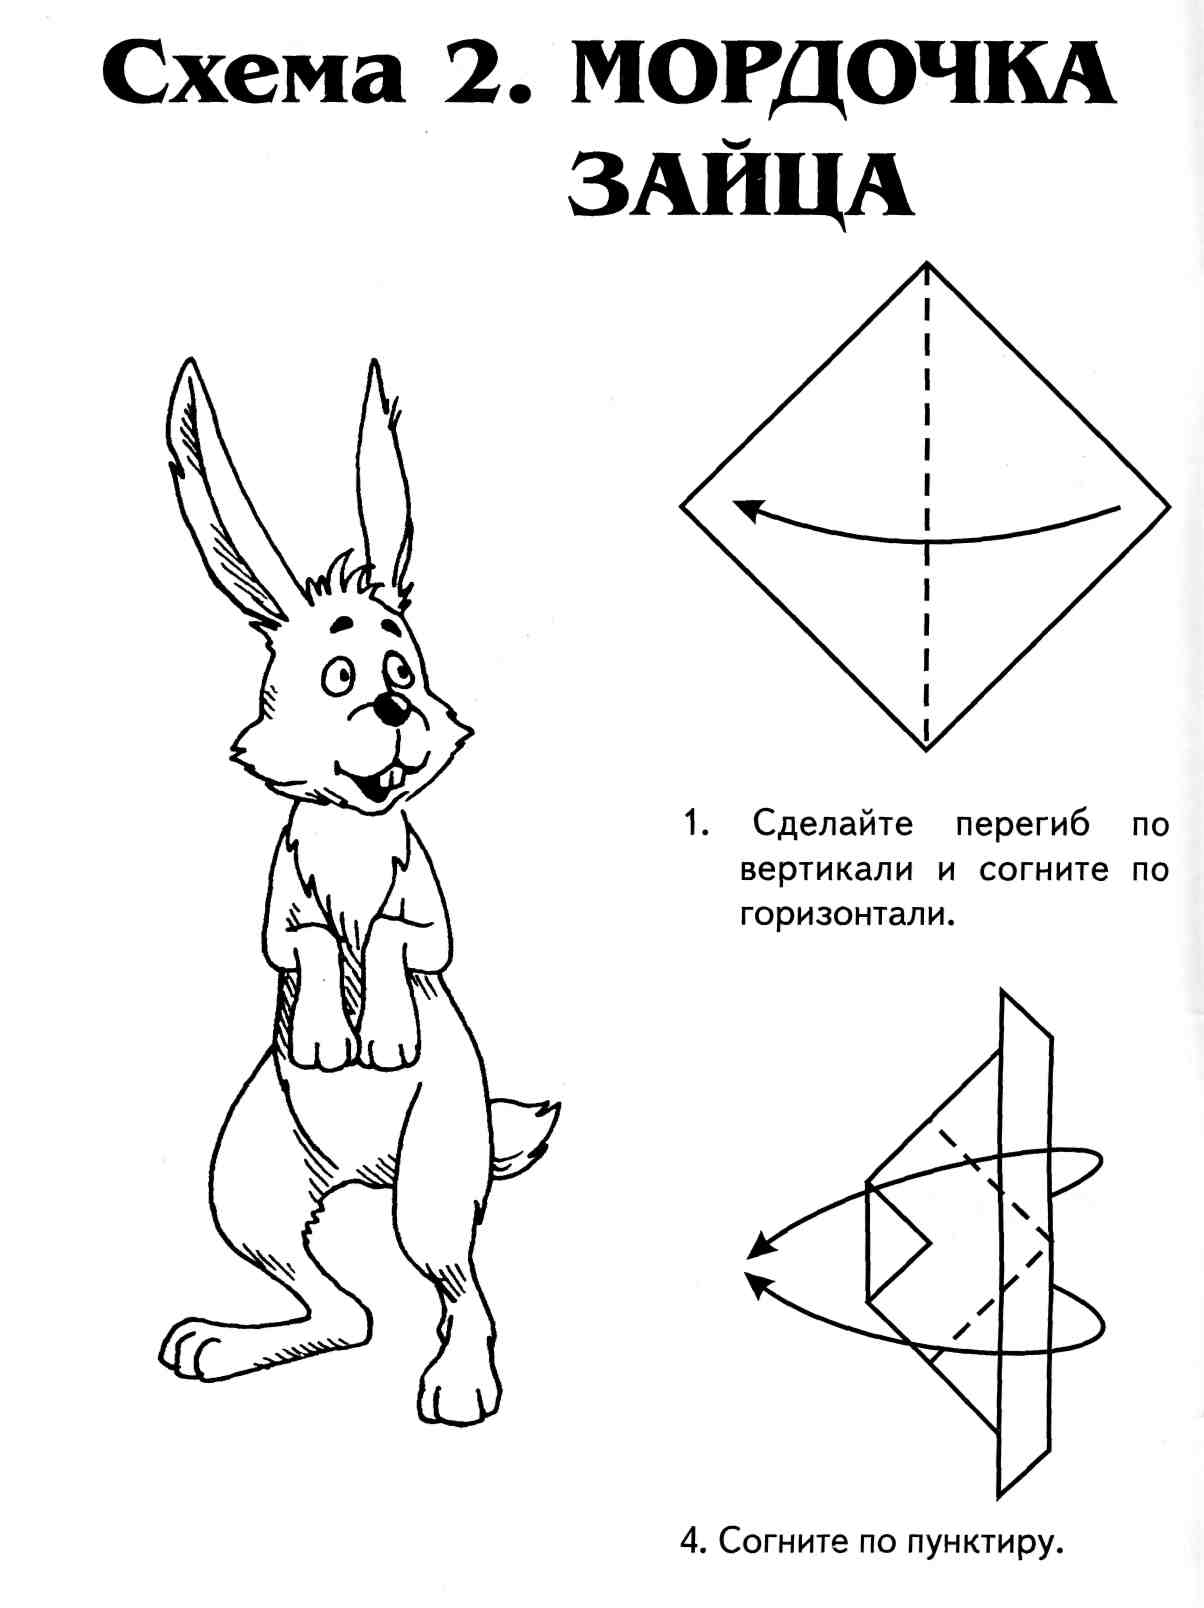 Схема 2. МОРДОЧКА
ЗАЙЦА
1. Сделайте перегиб по
вертикали и согните по
горизонтали.
4. Согните по пунктиру.